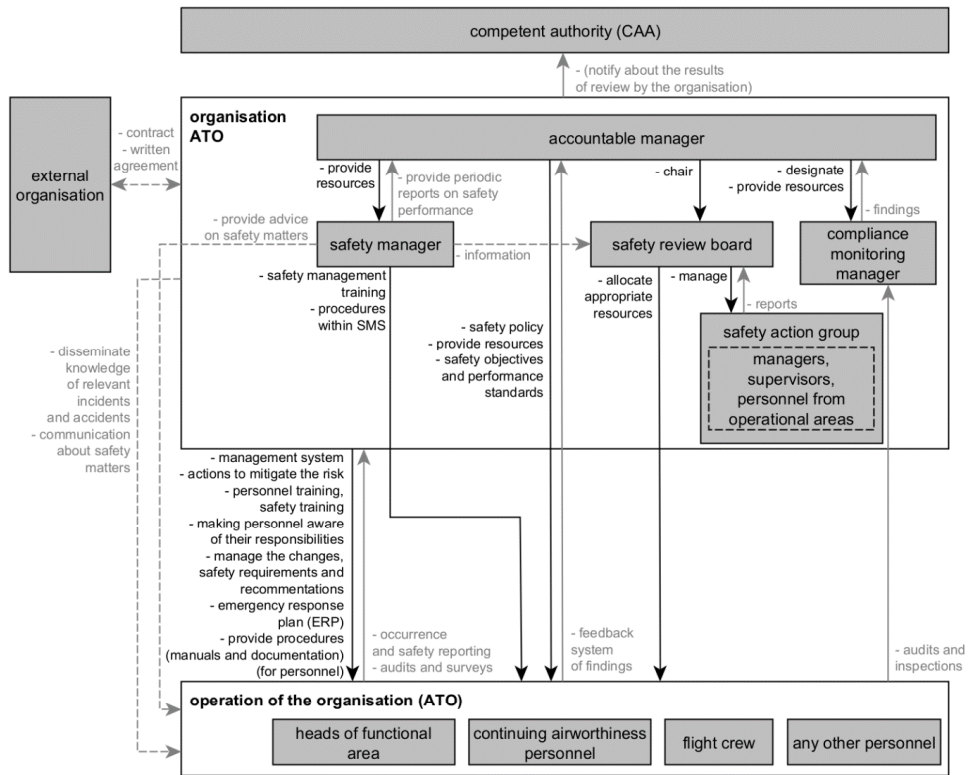 competent authority (CAA)
- (notify about the results
of review by the organisation)
external
organisation
- contract
- written
agreement
organisation
ATO
accountable manager
- provide
resources
- provide periodic
reports on safety
performance
- chair
- designate
- provide resources
- findings
- provide advice
on safety matters
safety manager
- information
safety review board
compliance
monitoring
manager
- safety management
training
- procedures
within SMS
- allocate
appropriate
resources
- manage
- reports
- safety policy
- provide resources
- safety objectives
and performance
standards
safety action group
managers,
supervisors,
personnel from
operational areas
- disseminate
knowledge
of relevant
incidents
and accidents
- communication
about safety
matters
- management system
- actions to mitigate the risk
- personnel training,
safety training
- making personnel aware
of their responsibilities
- manage the changes,
safety requirements and
recommentations
- emergency response
plan (ERP)
- provide procedures
(manuals and documentation)
(for personnel)
- occurrence
and safety reporting
- audits and surveys
- feedback
system
of findings
- audits and
inspections
operation of the organisation (ATO)
heads of functional
area
continuing airworthiness
personnel
flight crew
any other personnel